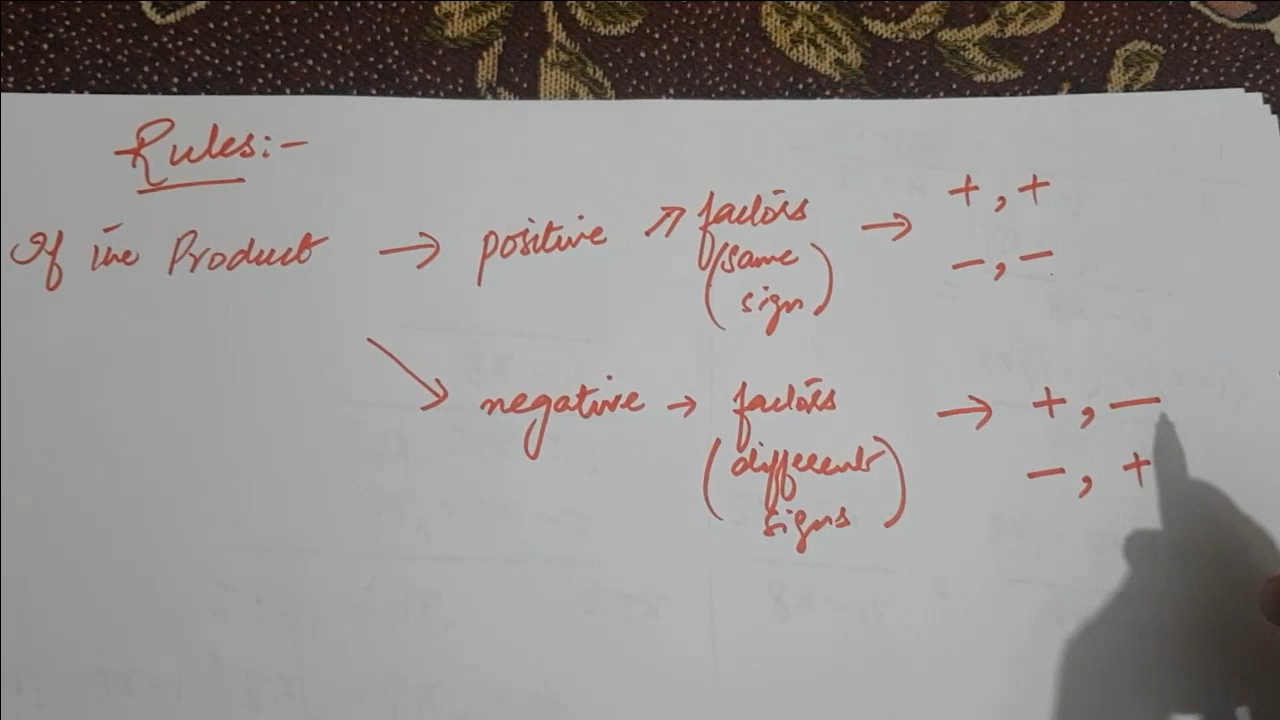 Rules:-
If the Product → positive → factors → +, +
(same sign) -, -
→ negative → factors → +, -
(different signs) -, +